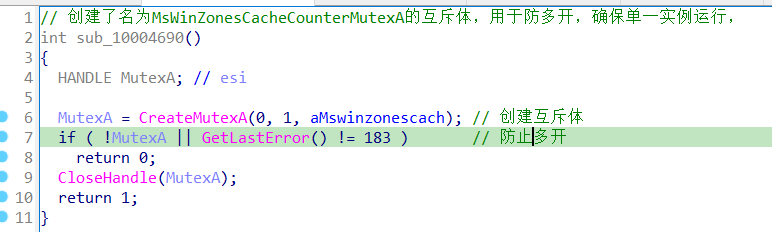 1 // 创建了名为MsWinZonesCacheCounterMutexA的互斥体，用于防多开，确保单一实例运行，
2 int sub_10004690()
3 {
4 HANDLE MutexA; // esi
5
6 MutexA = CreateMutexA(0, 1, aMswinzonescach); // 创建互斥体
7 if ( !MutexA || GetLastError() != 183 ) // 防止多开
8 return 0;
9 CloseHandle(MutexA);
10 return 1;
11 }